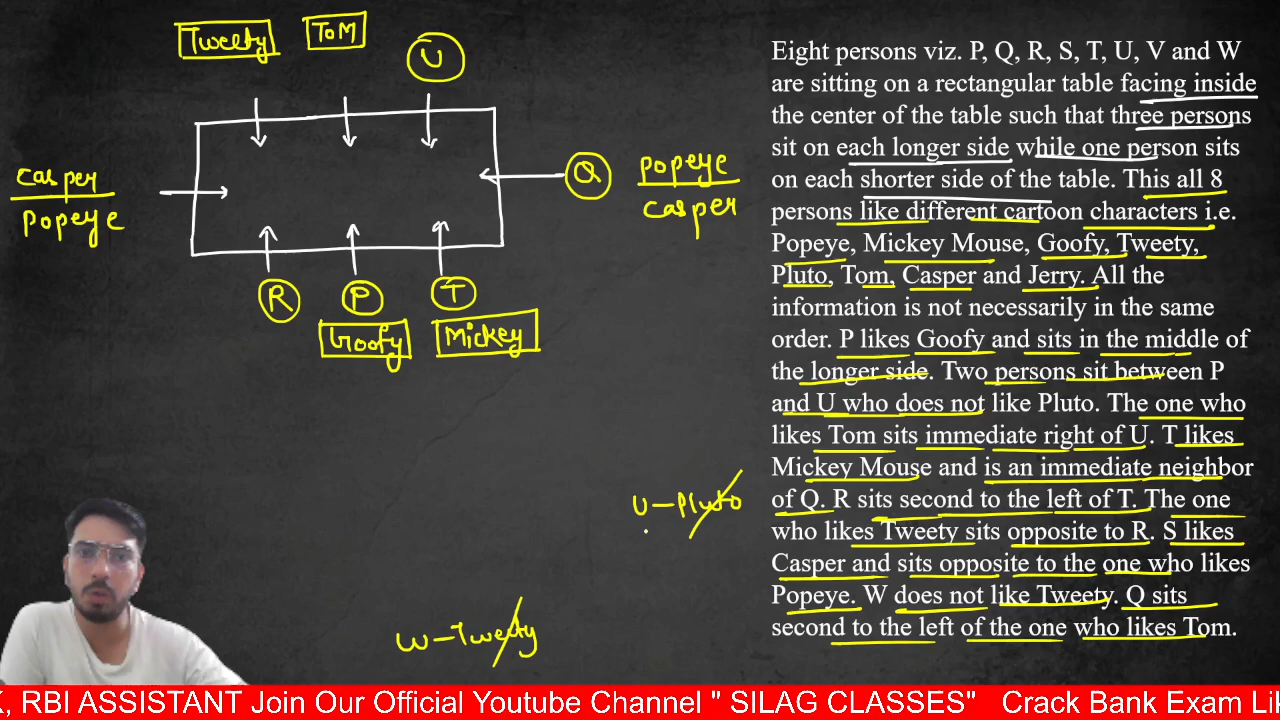 Tweety
TOM
U
Casper
Popeye
Q
Popeye
Casper
R
P
T
Goofy
Mickey
U-Pluto
W-Tweety
Eight persons viz. P, Q, R, S, T, U, V and W
are sitting on a rectangular table facing inside
the center of the table such that three persons
sit on each longer side while one person sits
on each shorter side of the table. This all 8
persons like different cartoon characters i.e.
Popeye, Mickey Mouse, Goofy, Tweety,
Pluto, Tom, Casper and Jerry. All the
information is not necessarily in the same
order. P likes Goofy and sits in the middle of
the longer side. Two persons sit between P
and U who does not like Pluto. The one who
likes Tom sits immediate right of U. T likes
Mickey Mouse and is an immediate neighbor
of Q. R sits second to the left of T. The one
who likes Tweety sits opposite to R. S likes
Casper and sits opposite to the one who likes
Popeye. W does not like Tweety. Q sits
second to the left of the one who likes Tom.
, RBI ASSISTANT Join Our Official Youtube Channel " SILAG CLASSES" Crack Bank Exam